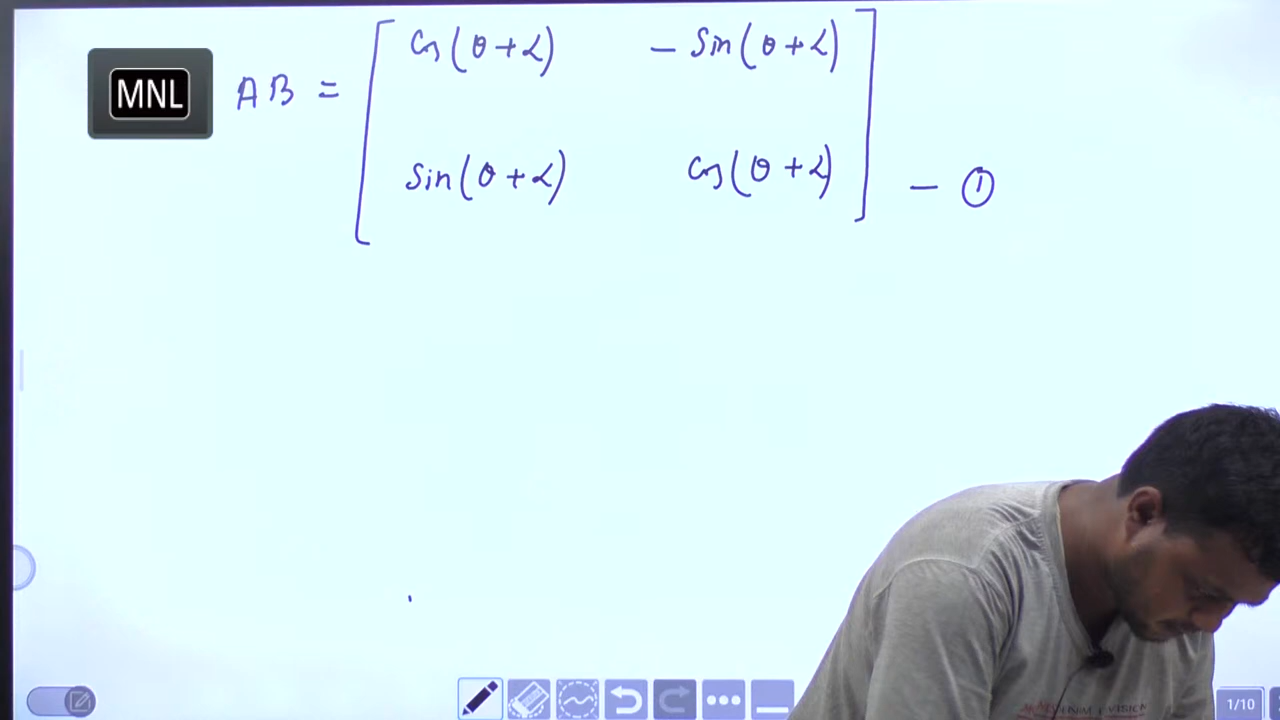 MNL
AB = [ cos(θ+α)   - Sin(θ+α)
Sin(θ+α)   cos(θ+α) ] - ①
1/10